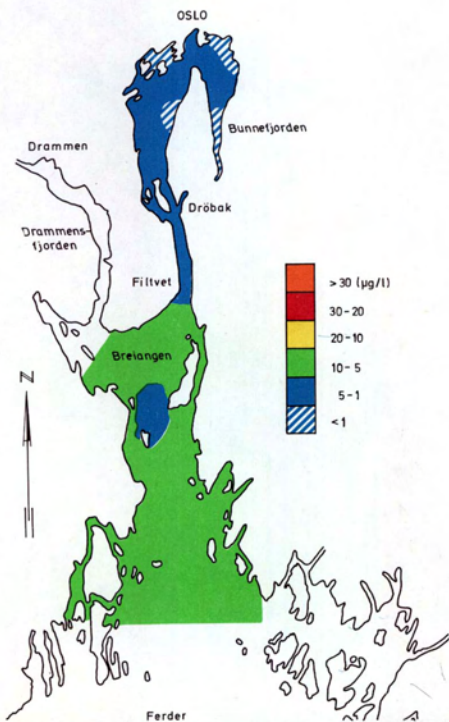 OSLO
Bunnefjorden
Drammen
Dröbak
Drammens-
fjorden
Filtvet
> 30 (µg/l)
30-20
20-10
10-5
5-1
<1
Breiangen
N
Ferder